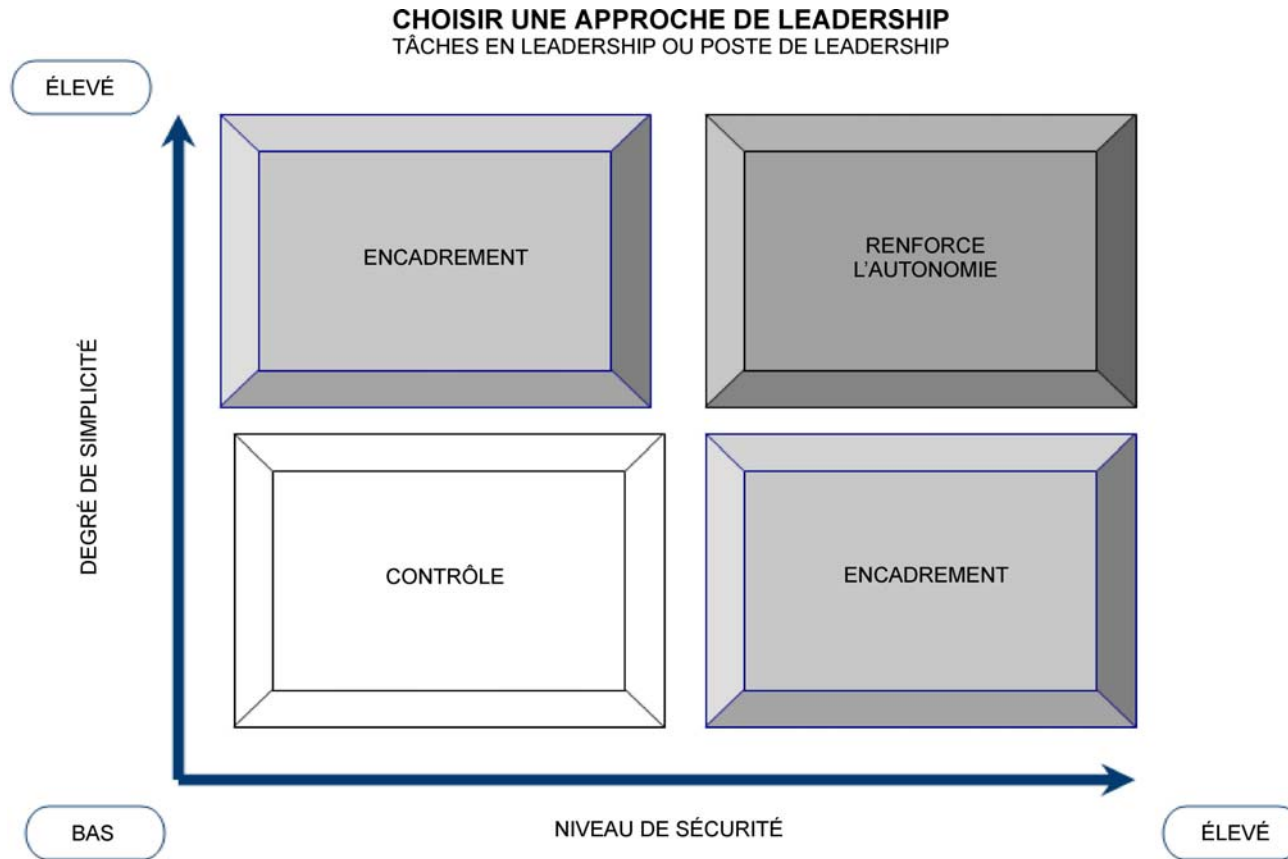 CHOISIR UNE APPROCHE DE LEADERSHIP
TÂCHES EN LEADERSHIP OU POSTE DE LEADERSHIP
ÉLEVÉ
ENCADREMENT
RENFORCE
L'AUTONOMIE
DEGRÉ DE SIMPLICITÉ
CONTRÔLE
ENCADREMENT
BAS
NIVEAU DE SÉCURITÉ
ÉLEVÉ